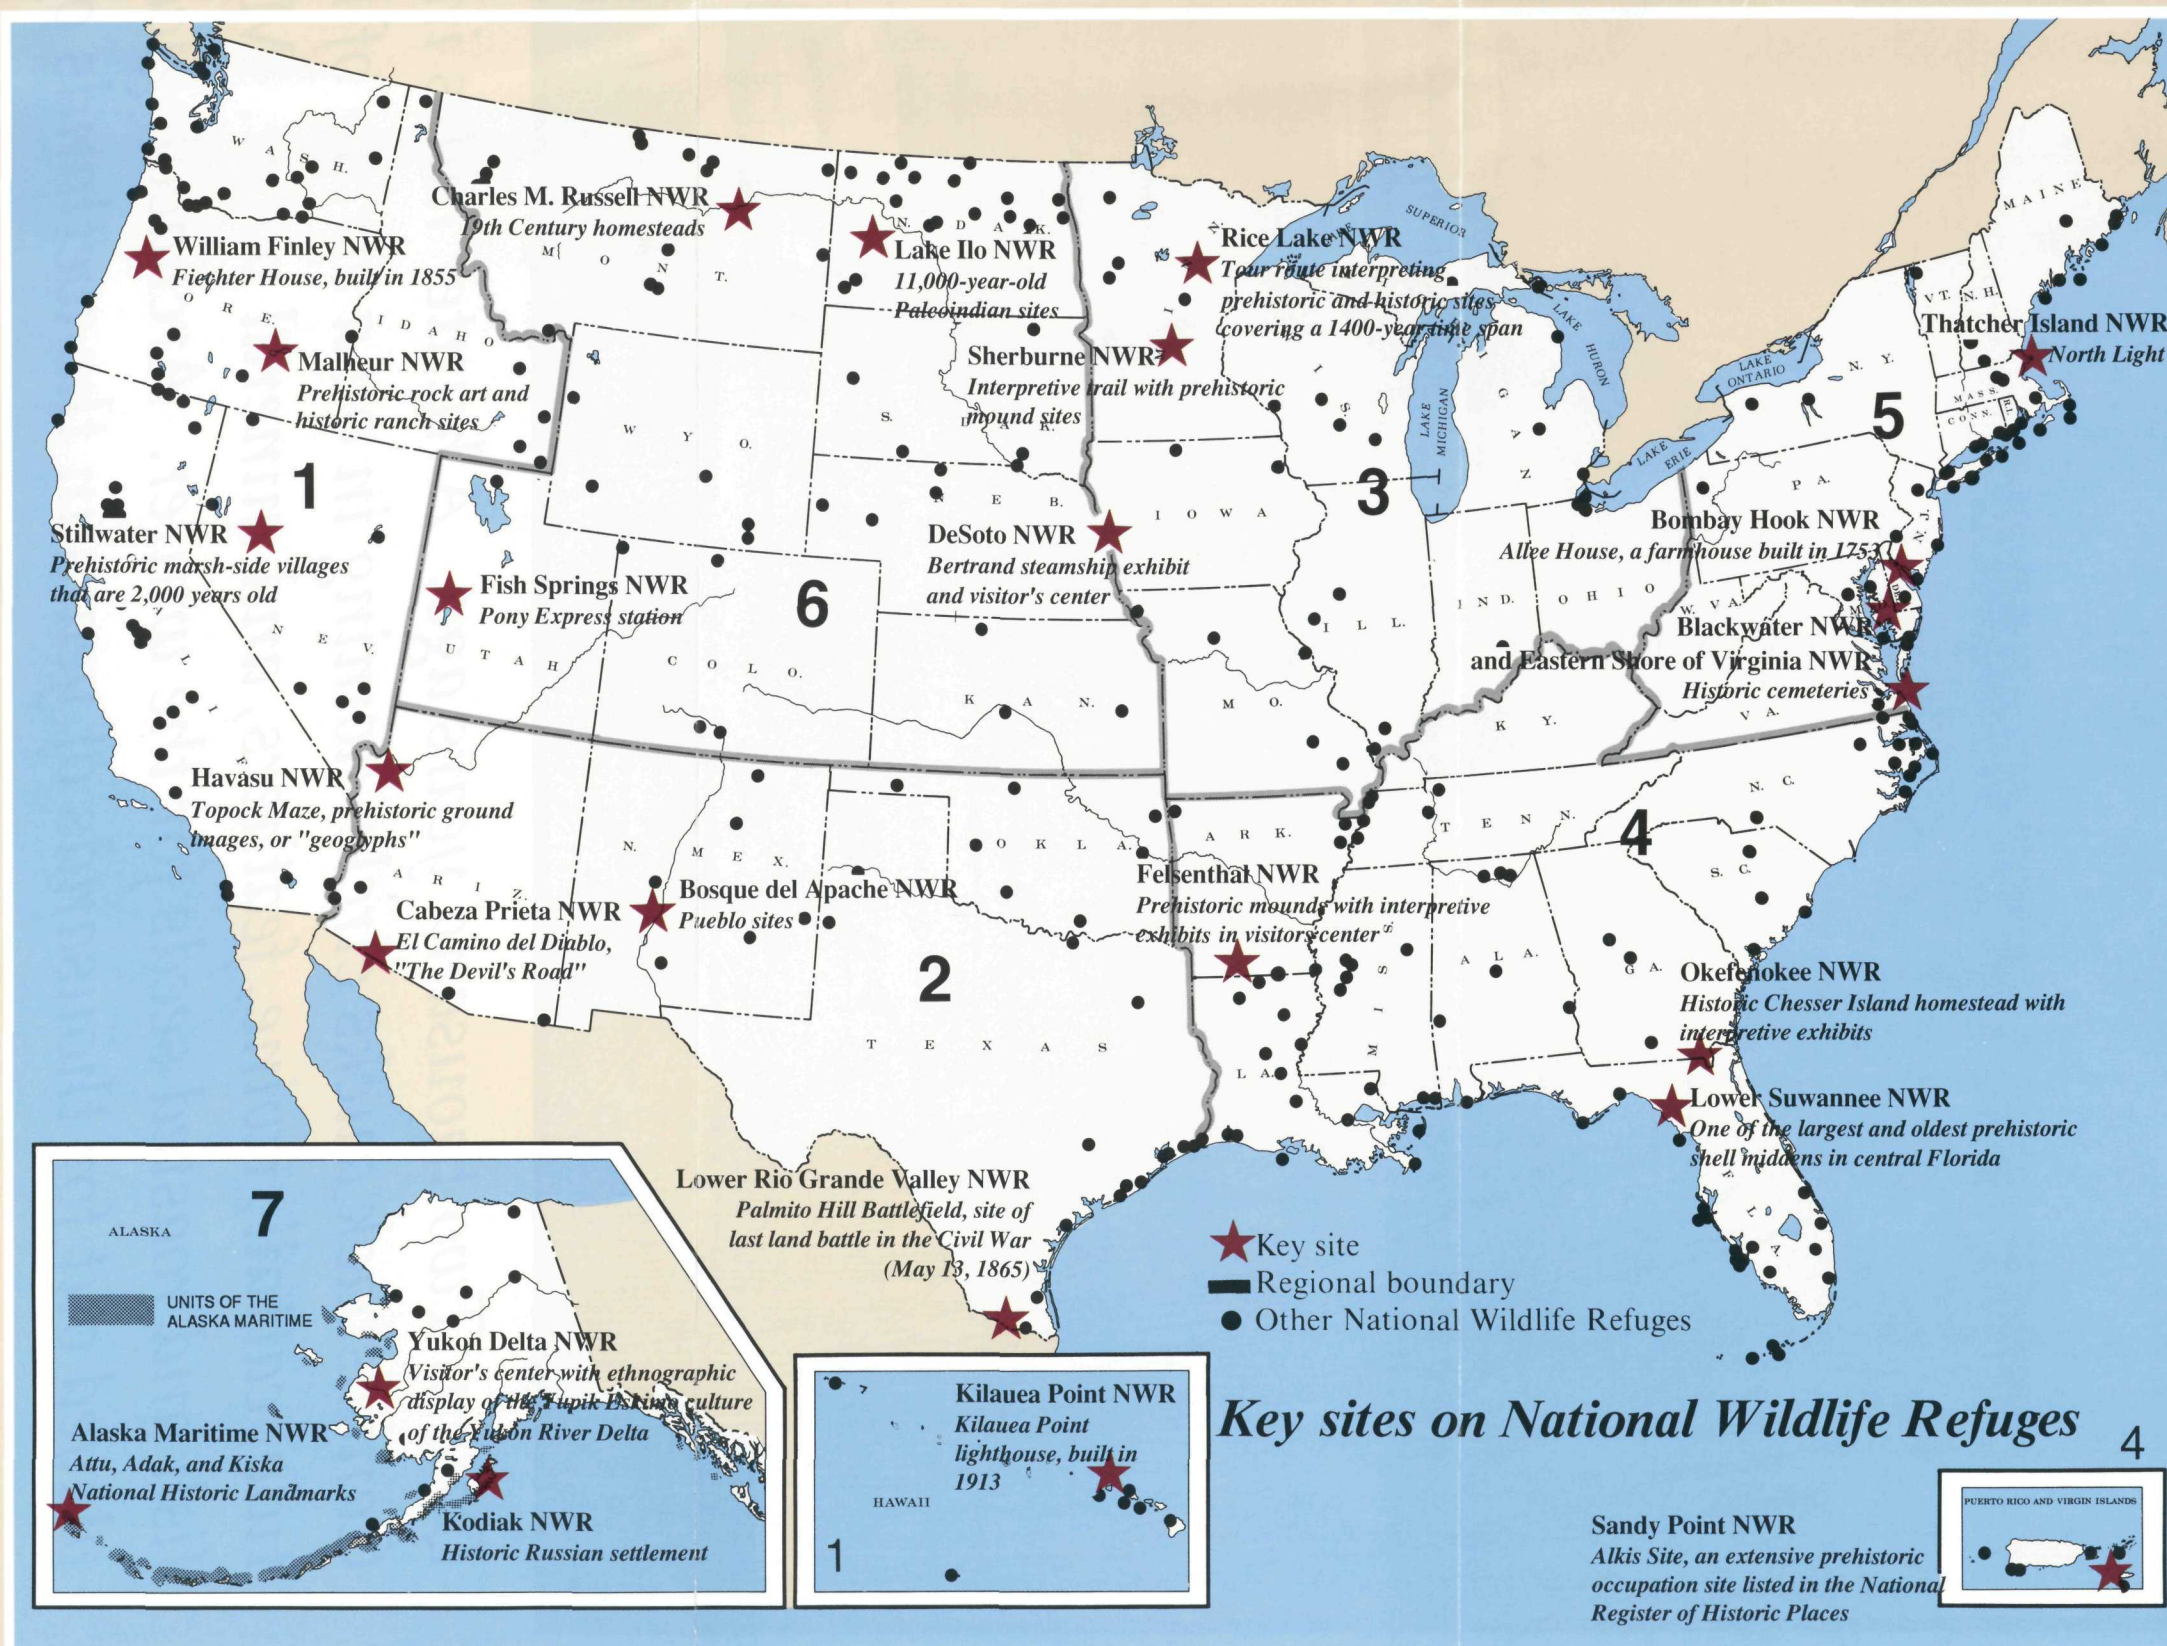 WASH.
Charles M. Russell NWR
19th Century homesteads
MONT.
William Finley NWR
Fiechter House, built in 1855
ORE.
IDAHO
N. DAK.
Lake Ilo NWR
11,000-year-old
Paleoindian sites
Rice Lake NWR
Tour route interpreting
prehistoric and historic sites
covering a 1400-year time span
SUPERIOR
MAINE
VT.
N.H.
Thatcher Island NWR
North Light
Malheur NWR
Prehistoric rock art and
historic ranch sites
Sherburne NWR
Interpretive trail with prehistoric
mound sites
LAKE
HURON
LAKE
ONTARIO
N. Y.
MASS.
CONN.
R.I.
5
WYO.
S. DAK.
LAKE
MICHIGAN
LAKE
ERIE
1
3
PA.
N.J.
NEB.
IOWA
Stillwater NWR
Prehistoric marsh-side villages
that are 2,000 years old
DeSoto NWR
Bertrand steamship exhibit
and visitor's center
Bombay Hook NWR
Allee House, a farmhouse built in 1753
Fish Springs NWR
Pony Express station
6
NEV.
UTAH
COLO.
ILL.
IND.
OHIO
W. VA.
Blackwater NWR
and Eastern Shore of Virginia NWR
Historic cemeteries
KAN.
MO.
KY.
VA.
Havasu NWR
Topock Maze, prehistoric ground
images, or "geoglyphs"
N. MEX.
OKLA.
ARK.
TENN.
4
N. C.
S. C.
ARIZ.
Cabeza Prieta NWR
El Camino del Diablo,
"The Devil's Road"
Bosque del Apache NWR
Pueblo sites
Felsenthal NWR
Prehistoric mounds with interpretive
exhibits in visitors center
2
TEXAS
LA.
MISS.
ALA.
GA.
Okefenokee NWR
Historic Chesser Island homestead with
interpretive exhibits
Lower Suwannee NWR
One of the largest and oldest prehistoric
shell middens in central Florida
FLA.
Lower Rio Grande Valley NWR
Palmito Hill Battlefield, site of
last land battle in the Civil War
(May 13, 1865)
Key site
Regional boundary
Other National Wildlife Refuges
7
ALASKA
UNITS OF THE
ALASKA MARITIME
Yukon Delta NWR
Visitor's center with ethnographic
display of the Yupik Eskimo culture
of the Yukon River Delta
Alaska Maritime NWR
Attu, Adak, and Kiska
National Historic Landmarks
Kodiak NWR
Historic Russian settlement
Kilauea Point NWR
Kilauea Point
lighthouse, built in
1913
HAWAII
1
Key sites on National Wildlife Refuges
4
PUERTO RICO AND VIRGIN ISLANDS
Sandy Point NWR
Alkis Site, an extensive prehistoric
occupation site listed in the National
Register of Historic Places